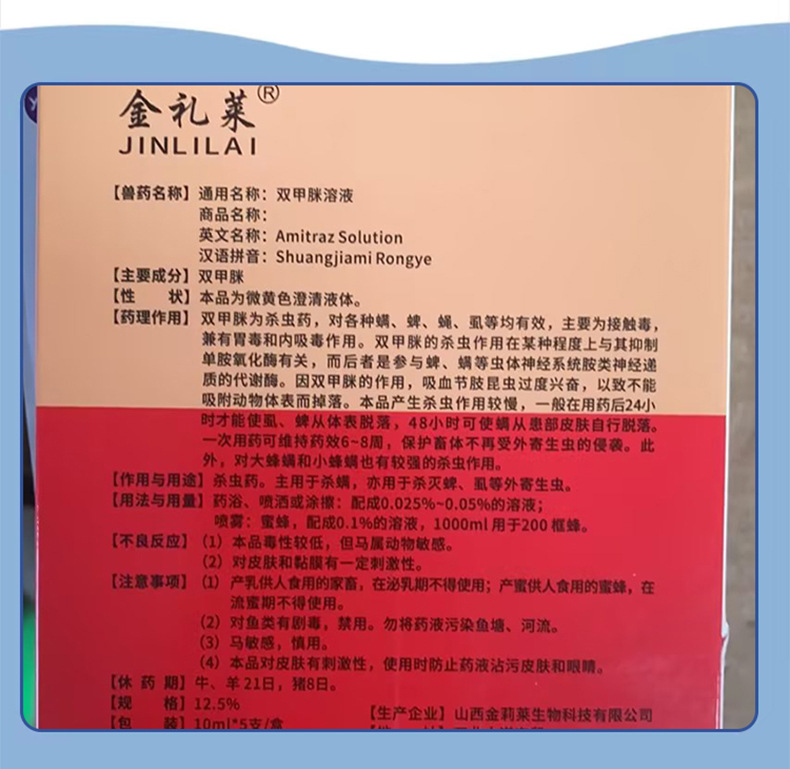 金礼莱®
JINLILAI
【兽药名称】通用名称：双甲脒溶液
商品名称：
英文名称：Amitraz Solution
汉语拼音：Shuangjiami Rongye
【主要成分】双甲脒
【性　　状】本品为微黄色澄清液体。
【药理作用】双甲脒为杀虫药，对各种螨、蜱、蝇、虱等均有效，主要为接触毒，
兼有胃毒和内吸毒作用。双甲脒的杀虫作用在某种程度上与其抑制
单胺氧化酶有关，而后者是参与蜱、螨等虫体神经系统胺类神经递
质的代谢酶。因双甲脒的作用，吸血节肢昆虫过度兴奋，以致不能
吸附动物体表而掉落。本品产生杀虫作用较慢，一般在用药后24小
时才能使虱、蜱从体表脱落，48小时可使螨从患部皮肤自行脱落。
一次用药可维持药效6~8周，保护畜体不再受外寄生虫的侵袭。此
外，对大蜂螨和小蜂螨也有较强的杀虫作用。
【作用与用途】杀虫药。主用于杀螨，亦用于杀灭蜱、虱等外寄生虫。
【用法与用量】药浴、喷洒或涂擦：配成0.025%~0.05%的溶液；
喷雾：蜜蜂，配成0.1%的溶液，1000ml 用于200 框蜂。
【不良反应】（1）本品毒性较低，但马属动物敏感。
（2）对皮肤和黏膜有一定刺激性。
【注意事项】（1）产乳供人食用的家畜，在泌乳期不得使用；产蜜供人食用的蜜蜂，在
流蜜期不得使用。
（2）对鱼类有剧毒，禁用。勿将药液污染鱼塘、河流。
（3）马敏感，慎用。
（4）本品对皮肤有刺激性，使用时防止药液沾污皮肤和眼睛。
【休 药 期】牛、羊21日，猪8日。
【规　　格】12.5%
【生产企业】山西金莉莱生物科技有限公司
【包　　装】10ml*5支/盒